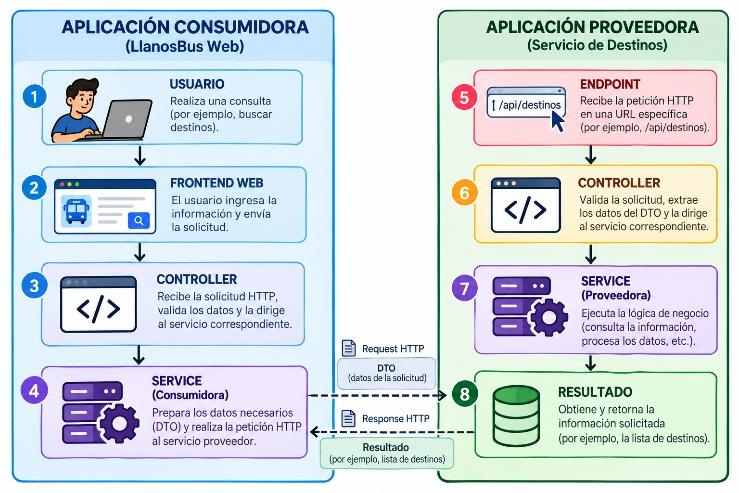 APLICACIÓN CONSUMIDORA
(LlanosBus Web)
1
USUARIO
Realiza una consulta
(por ejemplo, buscar
destinos).
2
FRONTEND WEB
El usuario ingresa la
información y envía
la solicitud.
3
</>
CONTROLLER
Recibe la solicitud HTTP,
valida los datos y la dirige
al servicio correspondiente.
4
SERVICE
(Consumidora)
Prepara los datos necesarios
(DTO) y realiza la petición HTTP
al servicio proveedor.
Request HTTP
DTO
(datos de la solicitud)
Response HTTP
Resultado
(por ejemplo, lista de destinos)
APLICACIÓN PROVEEDORA
(Servicio de Destinos)
5
/api/destinos
ENDPOINT
Recibe la petición HTTP
en una URL específica
(por ejemplo, /api/destinos).
6
</>
CONTROLLER
Valida la solicitud, extrae
los datos del DTO y la dirige
al servicio correspondiente.
7
SERVICE
(Proveedora)
Ejecuta la lógica de negocio
(consulta la información,
procesa los datos, etc.).
8
RESULTADO
Obtiene y retorna la
información solicitada
(por ejemplo, la lista de destinos).